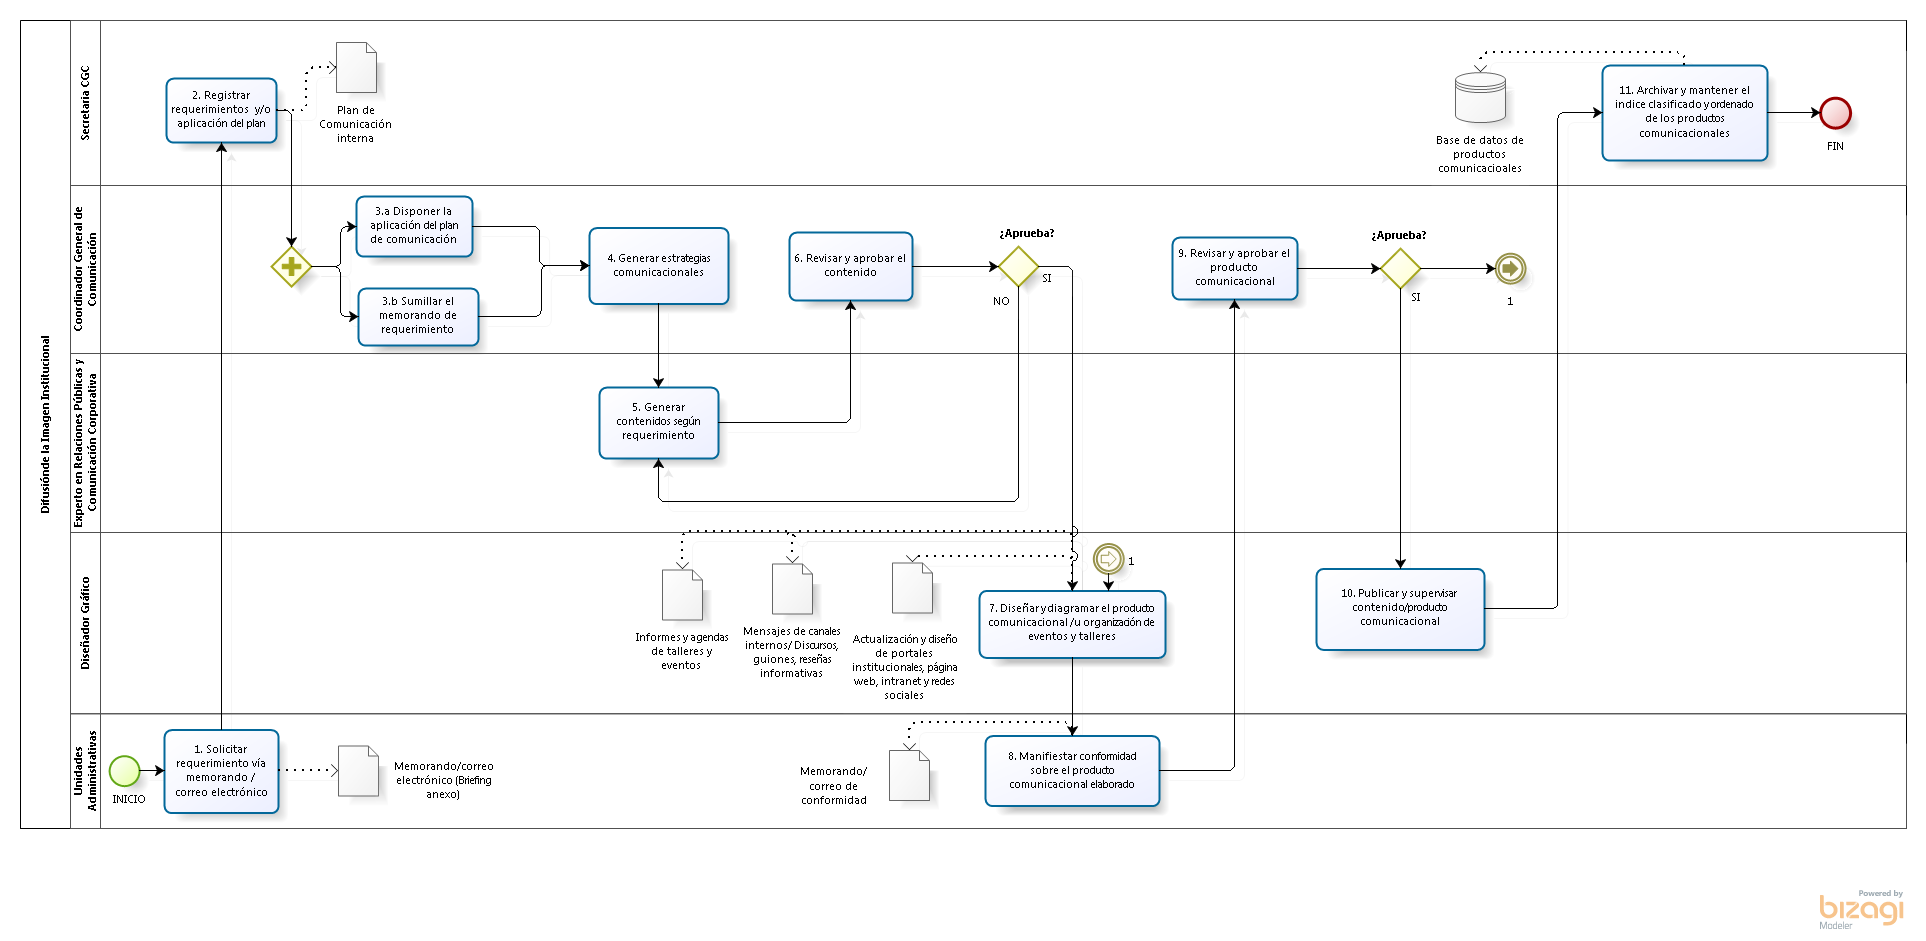 Difusiónde la Imagen Institucional
Secretaria CGC
2. Registrar
requerimientos y/o
aplicación del plan
Plan de
Comunicación
interna
Base de datos de
productos
comunicacioales
11. Archivar y mantener el
indice clasificado y ordenado
de los productos
comunicacionales
FIN
Coordinador General de
Comunicación
3.a Disponer la
aplicación del plan
de comunicación
3.b Sumillar el
memorando de
requerimiento
4. Generar estrategias
comunicacionales
6. Revisar y aprobar el
contenido
¿Aprueba?
SI
NO
9. Revisar y aprobar el
producto
comunicacional
¿Aprueba?
SI
1
Experto en Relaciones Públicas y
Comunicación Corporativa
5. Generar
contenidos según
requerimiento
Diseñador Gráfico
Informes y agendas
de talleres y
eventos
Mensajes de canales
internos/ Discursos,
guiones, reseñas
informativas
Actualización y diseño
de portales
institucionales, página
web, intranet y redes
sociales
1
7. Diseñar y diagramar el producto
comunicacional /u organización de
eventos y talleres
10. Publicar y supervisar
contenido/producto
comunicacional
Unidades
Administrativas
INICIO
1. Solicitar
requerimiento vía
memorando /
correo electrónico
Memorando/correo
electrónico (Briefing
anexo)
Memorando/
correo de
conformidad
8. Manifiestar conformidad
sobre el producto
comunicacional elaborado
Powered by
bizagi
Modeler